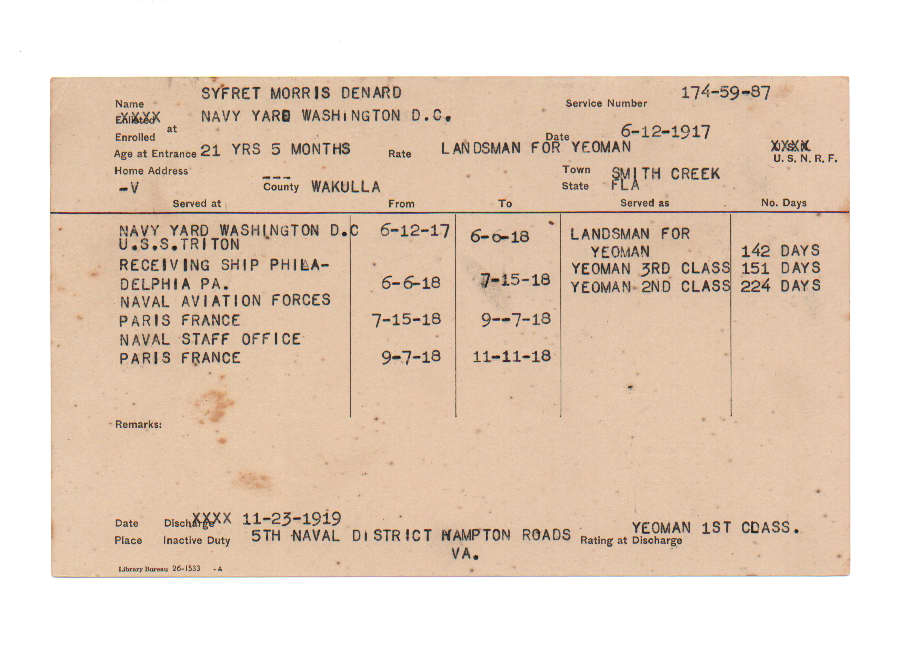 SYFRET MORRIS DENARD 174-59-87
Name Service Number
Enlisted XXXX at NAVY YARD WASHINGTON D.C.
Enrolled Date 6-12-1917
Age at Entrance 21 YRS 5 MONTHS Rate LANDSMAN FOR YEOMAN XXXX
U. S. N. R. F.
Home Address Town SMITH CREEK
-V --- County WAKULLA State FLA
Served at From To Served as No. Days
NAVY YARD WASHINGTON D.C 6-12-17 6-6-18 LANDSMAN FOR
U.S.S.TRITON YEOMAN 142 DAYS
RECEIVING SHIP PHILA- YEOMAN 3RD CLASS 151 DAYS
DELPHIA PA. 6-6-18 7-15-18 YEOMAN 2ND CLASS 224 DAYS
NAVAL AVIATION FORCES
PARIS FRANCE 7-15-18 9--7-18
NAVAL STAFF OFFICE
PARIS FRANCE 9-7-18 11-11-18
Remarks:
Date Discharge XXXX 11-23-1919
Place Inactive Duty 5TH NAVAL DISTRICT HAMPTON ROADS Rating at Discharge YEOMAN 1ST CLASS.
VA.
Library Bureau 26-1533 -A